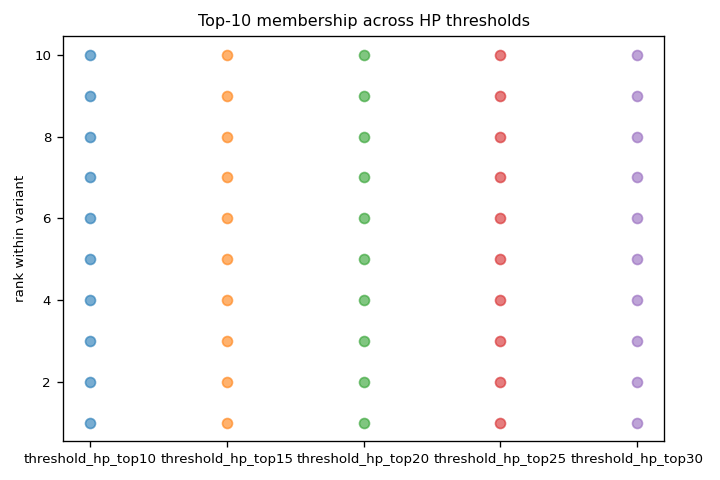 Top-10 membership across HP thresholds
rank within variant
10
8
6
4
2
threshold_hp_top10 threshold_hp_top15 threshold_hp_top20 threshold_hp_top25 threshold_hp_top30